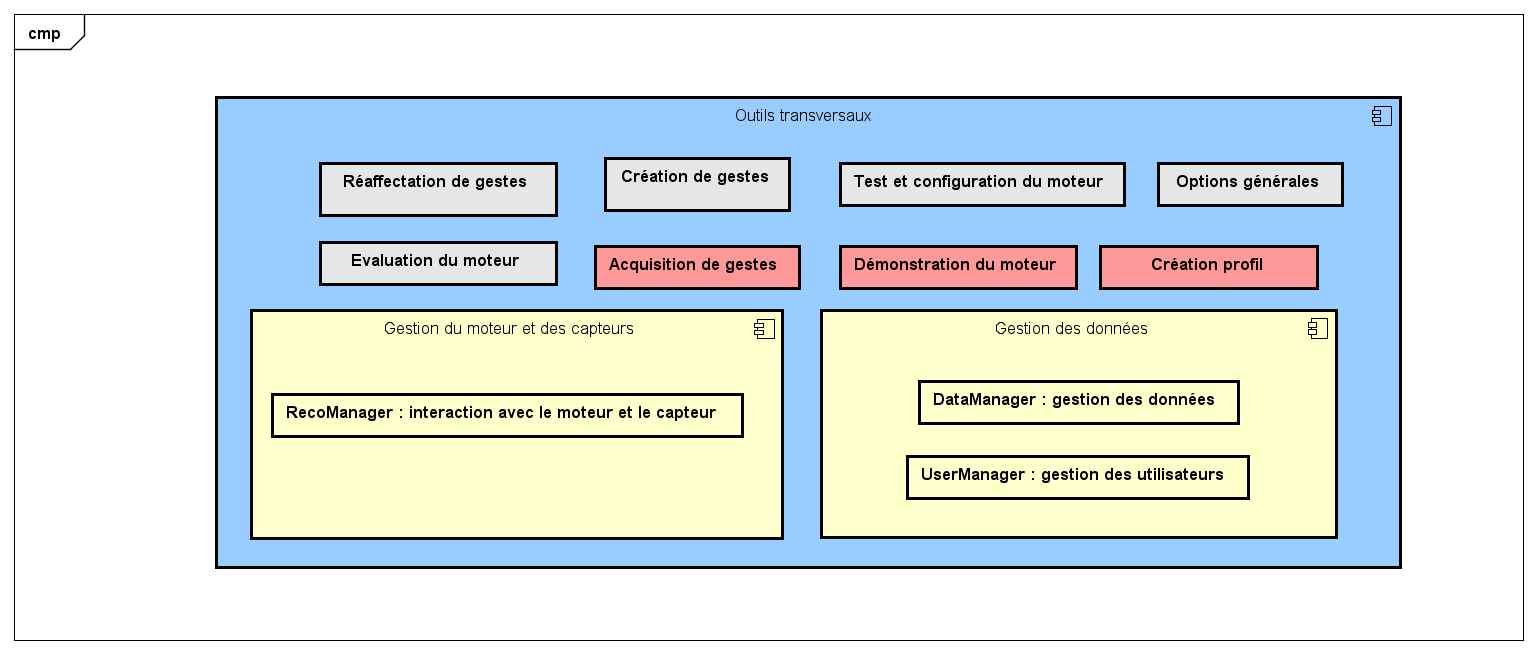 cmp
Outils transversaux
Réaffectation de gestes
Création de gestes
Test et configuration du moteur
Options générales
Evaluation du moteur
Acquisition de gestes
Démonstration du moteur
Création profil
Gestion du moteur et des capteurs
RecoManager : interaction avec le moteur et le capteur
Gestion des données
DataManager : gestion des données
UserManager : gestion des utilisateurs